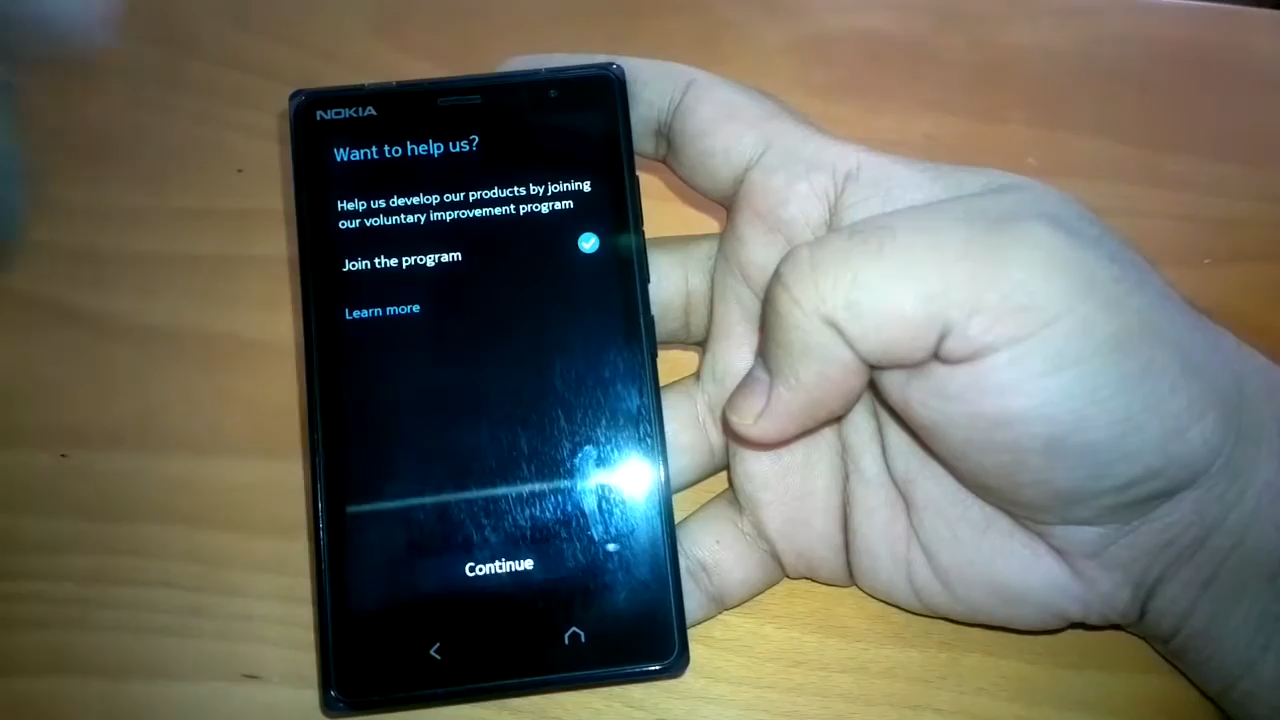 NOKIA
Want to help us?
Help us develop our products by joining
our voluntary improvement program
Join the program
Learn more
Continue